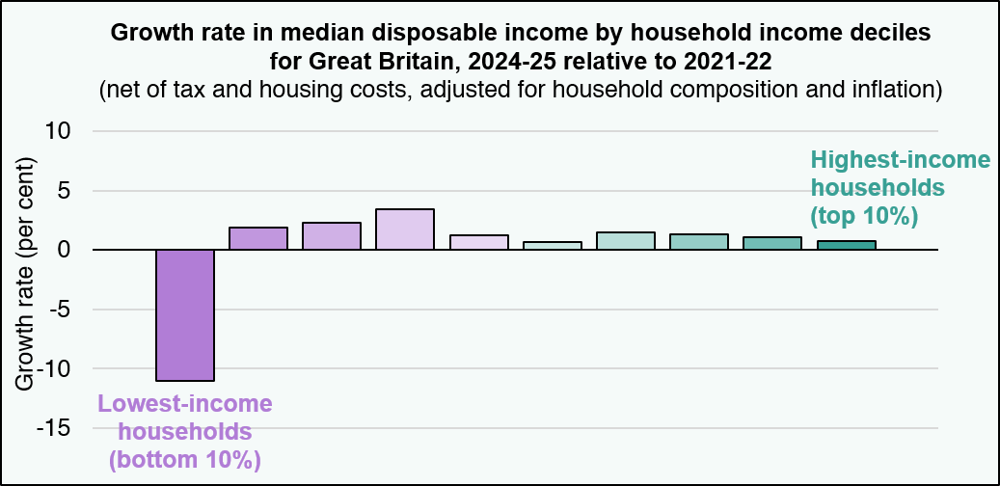 Growth rate in median disposable income by household income deciles
for Great Britain, 2024-25 relative to 2021-22
(net of tax and housing costs, adjusted for household composition and inflation)
Growth rate (per cent)
10
5
0
-5
-10
-15
Highest-income
households
(top 10%)
Lowest-income
households
(bottom 10%)